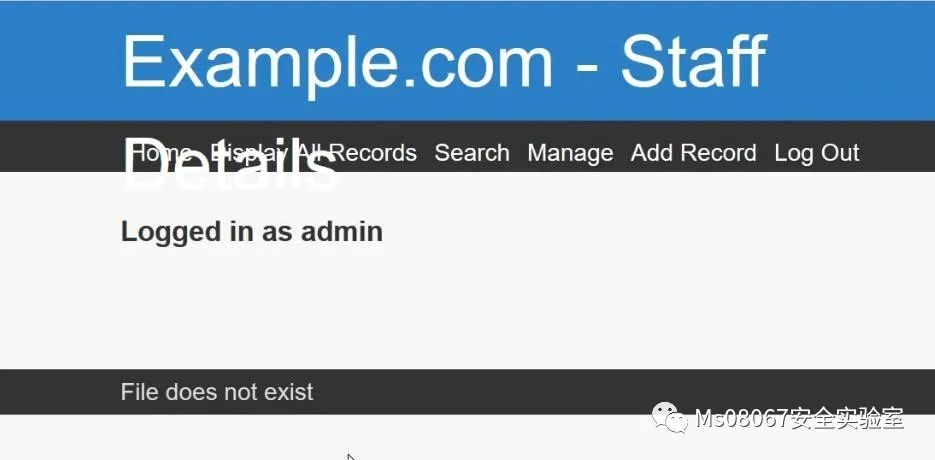 Example.com - Staff
Details
Home Display All Records Search Manage Add Record Log Out
Logged in as admin
File does not exist
Ms08067安全实验室